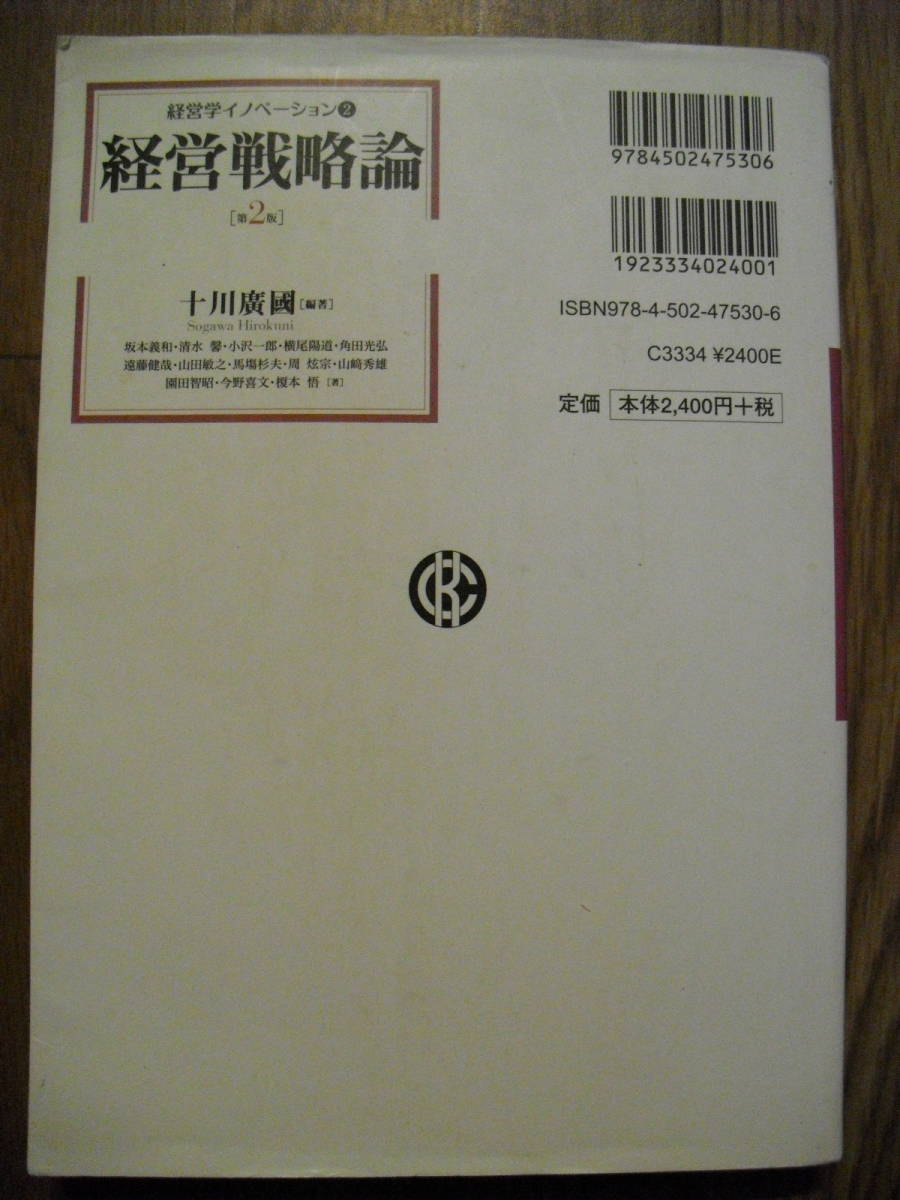 経営学イノベーション❷
経営戦略論
［第2版］
十川廣國［編著］
Sogawa Hirokuni
坂本義和・清水 馨・小沢一郎・横尾陽道・角田光弘
遠藤健哉・山田敏之・馬塲杉夫・周 炫宗・山﨑秀雄
園田智昭・今野喜文・榎本 悟［著］
9784502475306
1923334024001
ISBN978-4-502-47530-6
C3334 ¥2400E
定価 本体2,400円+税